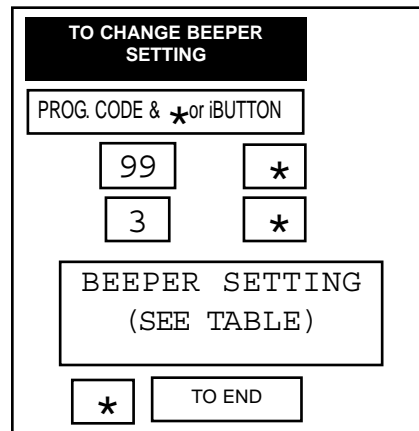 TO CHANGE BEEPER
SETTING
PROG. CODE & *or iBUTTON
99 *
3 *
BEEPER SETTING
(SEE TABLE)
* TO END